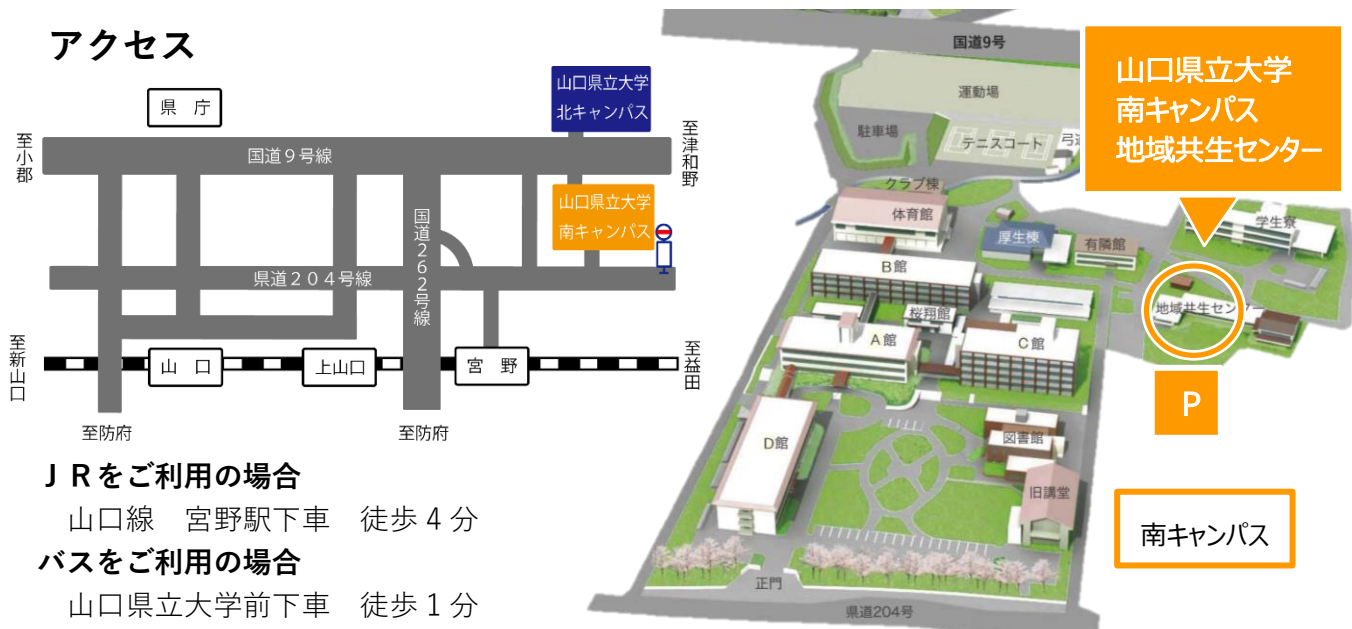 アクセス
県 庁
山口県立大学
北キャンパス
至小郡
国道９号線
至津和野
山口県立大学
南キャンパス
国道２６２号線
県道２０４号線
至新山口
山 口
上山口
宮 野
至益田
至防府
至防府
ＪＲをご利用の場合
山口線 宮野駅下車 徒歩４分
バスをご利用の場合
山口県立大学前下車 徒歩１分
国道9号
運動場
駐車場
テニスコート
弓道
クラブ棟
体育館
厚生棟
有隣館
学生寮
B館
桜翔館
地域共生センター
A館
C館
D館
図書館
旧講堂
正門
県道204号
山口県立大学
南キャンパス
地域共生センター
P
南キャンパス